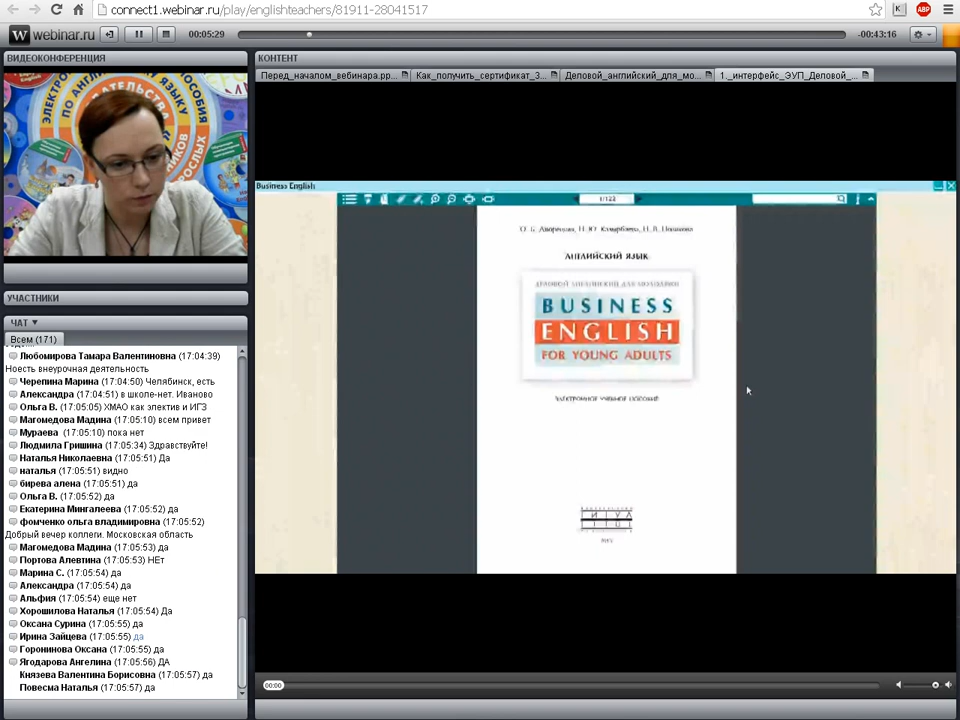 connect1.webinar.ru/play/englishteachers/81911-28041517
K
ABP
W webinar.ru
00:05:29
-00:43:16
ВИДЕОКОНФЕРЕНЦИЯ
КОНТЕНТ
Перед_началом_вебинара.pp...
Как_получить_сертификат_3...
Деловой_английский_для_мо...
1._интерфейс_ЭУП_Деловой_...
Business English
1/122
АНГЛИЙСКИЙ ЯЗЫК
ДЕЛОВОЙ АНГЛИЙСКИЙ ДЛЯ МОЛОДЕЖИ
BUSINESS
ENGLISH
FOR YOUNG ADULTS
ЭЛЕКТРОННОЕ УЧЕБНОЕ ПОСОБИЕ
УЧАСТНИКИ
ЧАТ
Всем (171)
Любомирова Тамара Валентиновна (17:04:39)
Ноесть внеурочная деятельность
Черепина Марина (17:04:50) Челябинск, есть
Александра (17:04:51) в школе-нет. Иваново
Ольга В. (17:05:05) ХМАО как электив и ИГЗ
Магомедова Мадина (17:05:10) всем привет
Мураева (17:05:10) пока нет
Людмила Гришина (17:05:34) Здравствуйте!
Наталья Николаевна (17:05:51) Да
наталья (17:05:51) видно
бирева алена (17:05:51) да
Ольга В. (17:05:52) да
Екатерина Мингалеева (17:05:52) да
фомченко ольга владимировна (17:05:52)
Добрый вечер коллеги. Московская область
Магомедова Мадина (17:05:53) да
Портова Алевтина (17:05:53) НЕт
Марина С. (17:05:54) да
Александра (17:05:54) да
Альфия (17:05:54) еще нет
Хорошилова Наталья (17:05:54) Да
Оксана Сурина (17:05:55) да
Ирина Зайцева (17:05:55) да
Горонинова Оксана (17:05:55) да
Ягодарова Ангелина (17:05:56) ДА
Князева Валентина Борисовна (17:05:57) да
Повесма Наталья (17:05:57) да
00:00